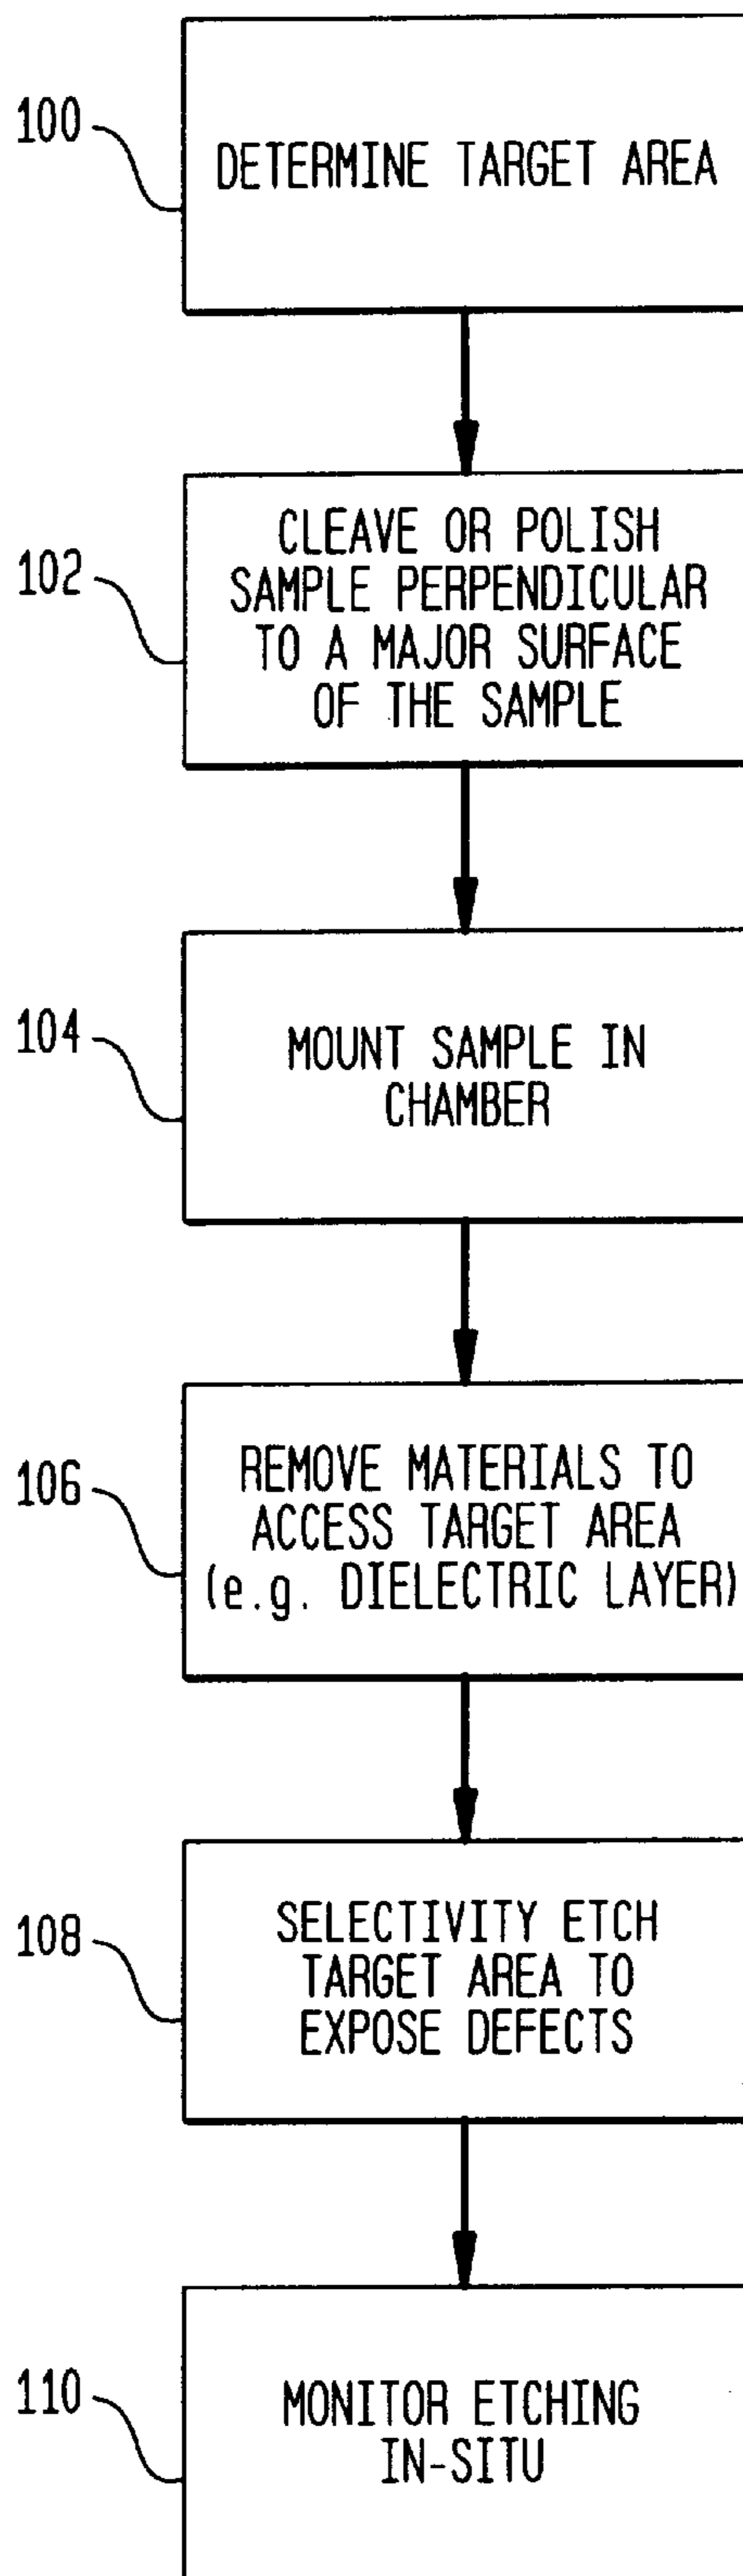 100
DETERMINE TARGET AREA
102
CLEAVE OR POLISH
SAMPLE PERPENDICULAR
TO A MAJOR SURFACE
OF THE SAMPLE
104
MOUNT SAMPLE IN
CHAMBER
106
REMOVE MATERIALS TO
ACCESS TARGET AREA
(e.g. DIELECTRIC LAYER)
108
SELECTIVITY ETCH
TARGET AREA TO
EXPOSE DEFECTS
110
MONITOR ETCHING
IN-SITU